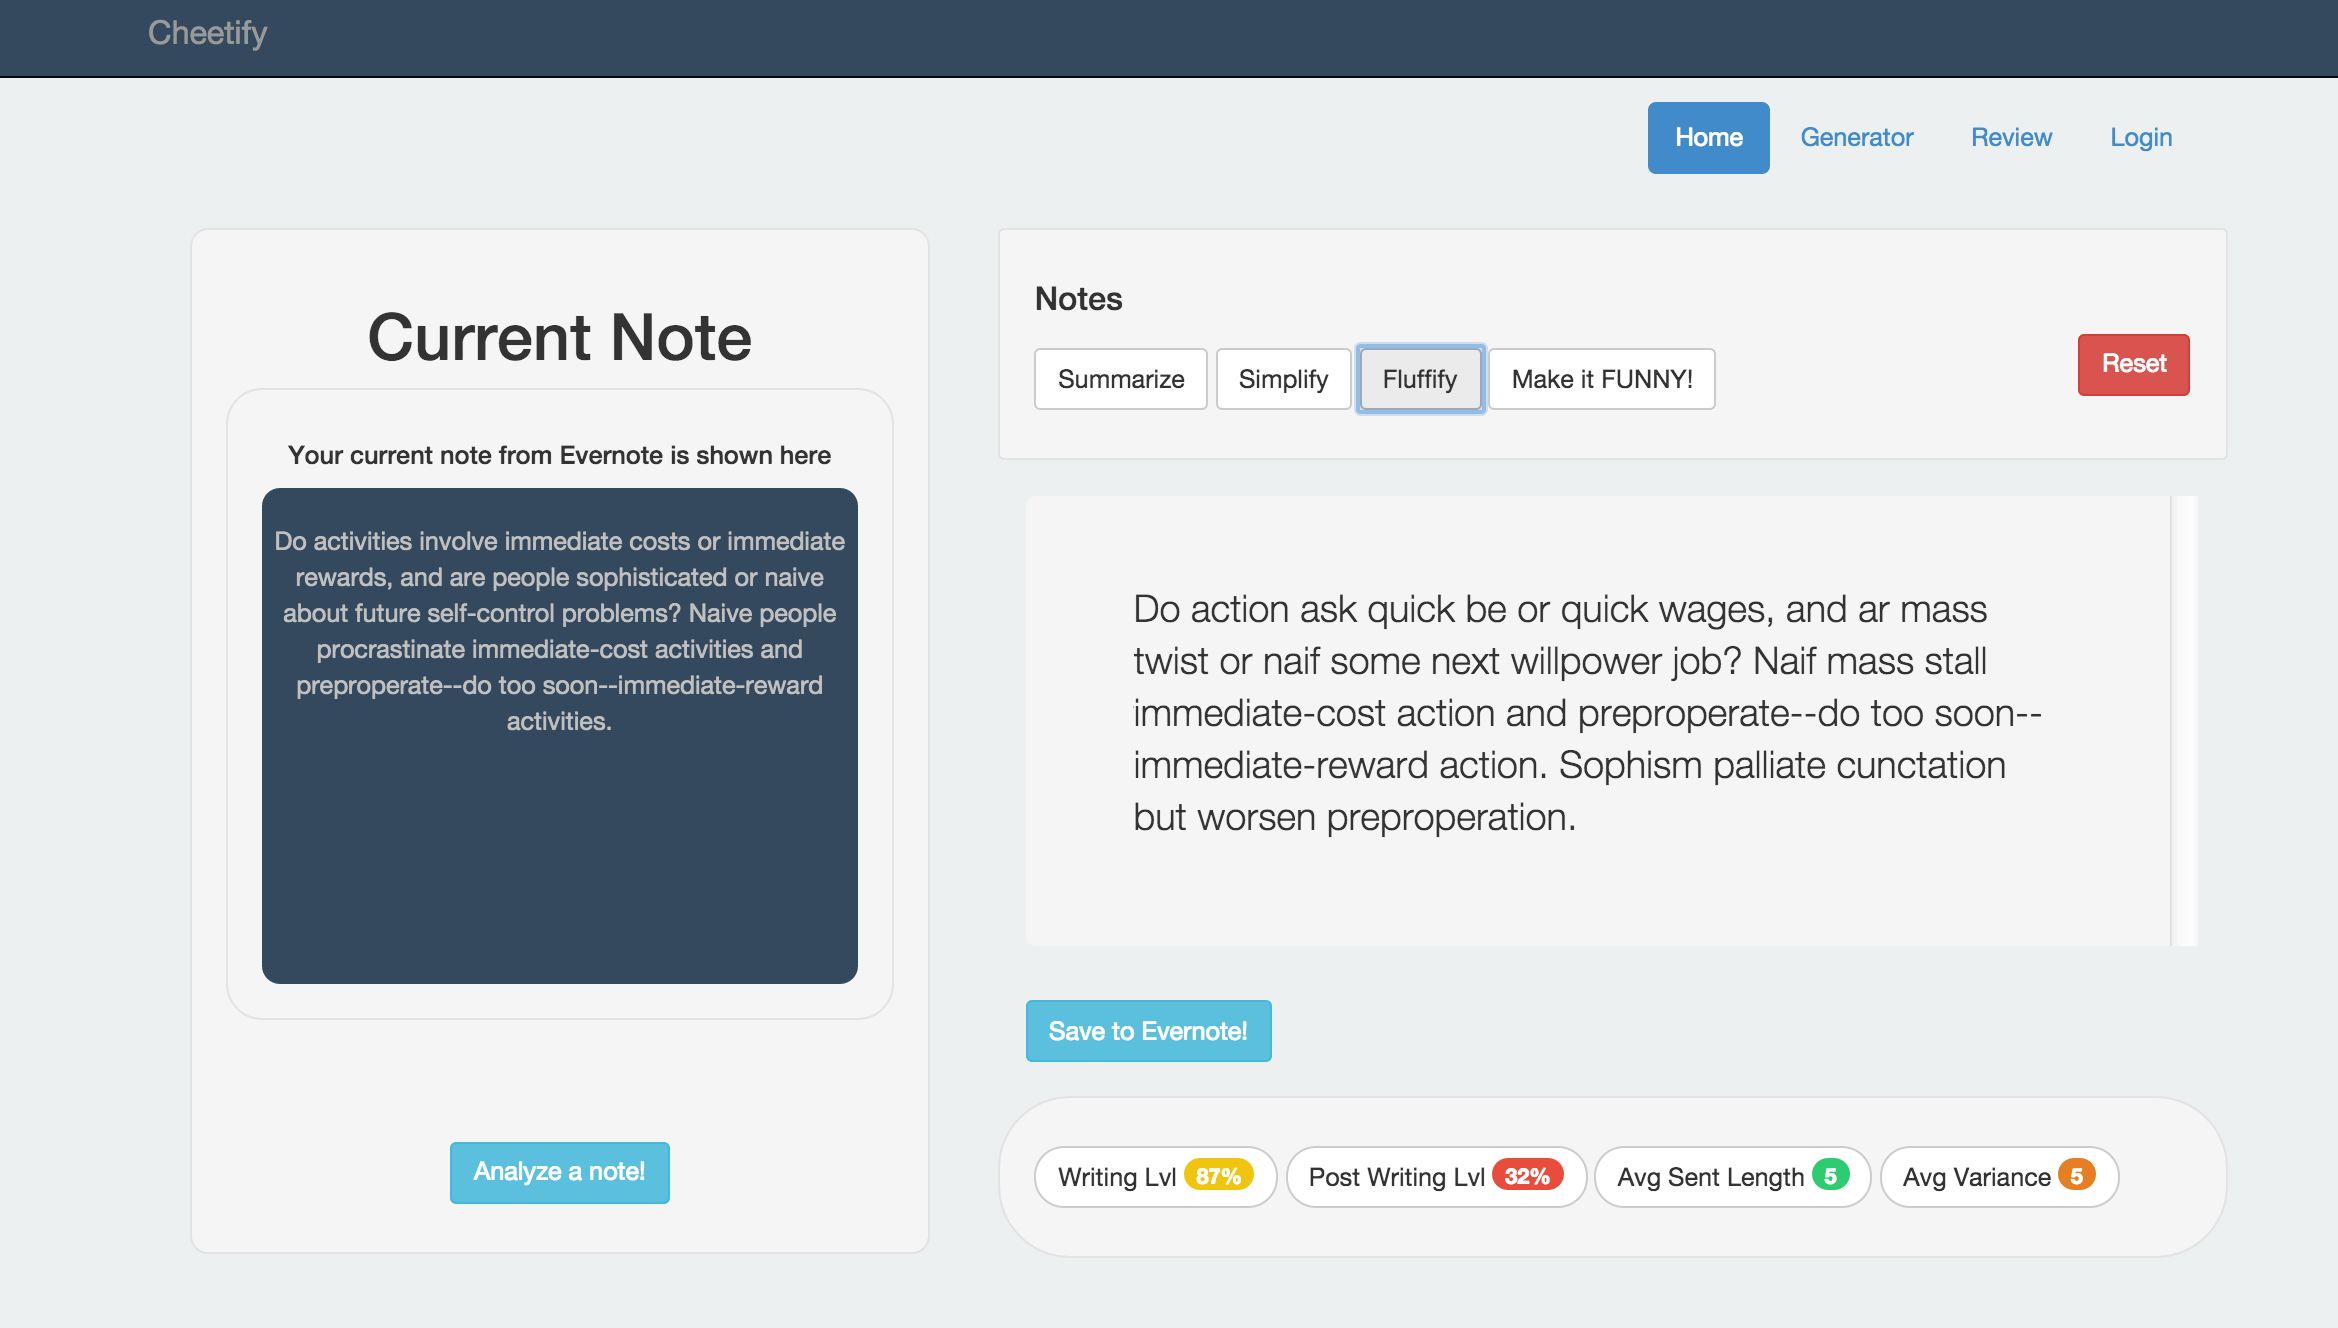 Cheetify
Home
Generator
Review
Login
Current Note
Your current note from Evernote is shown here
Do activities involve immediate costs or immediate
rewards, and are people sophisticated or naive
about future self-control problems? Naive people
procrastinate immediate-cost activities and
preproperate--do too soon--immediate-reward
activities.
Analyze a note!
Notes
Summarize
Simplify
Fluffify
Make it FUNNY!
Reset
Do action ask quick be or quick wages, and ar mass
twist or naif some next willpower job? Naif mass stall
immediate-cost action and preproperate--do too soon--
immediate-reward action. Sophism palliate cunctation
but worsen preproperation.
Save to Evernote!
Writing Lvl 87%
Post Writing Lvl 32%
Avg Sent Length 5
Avg Variance 5